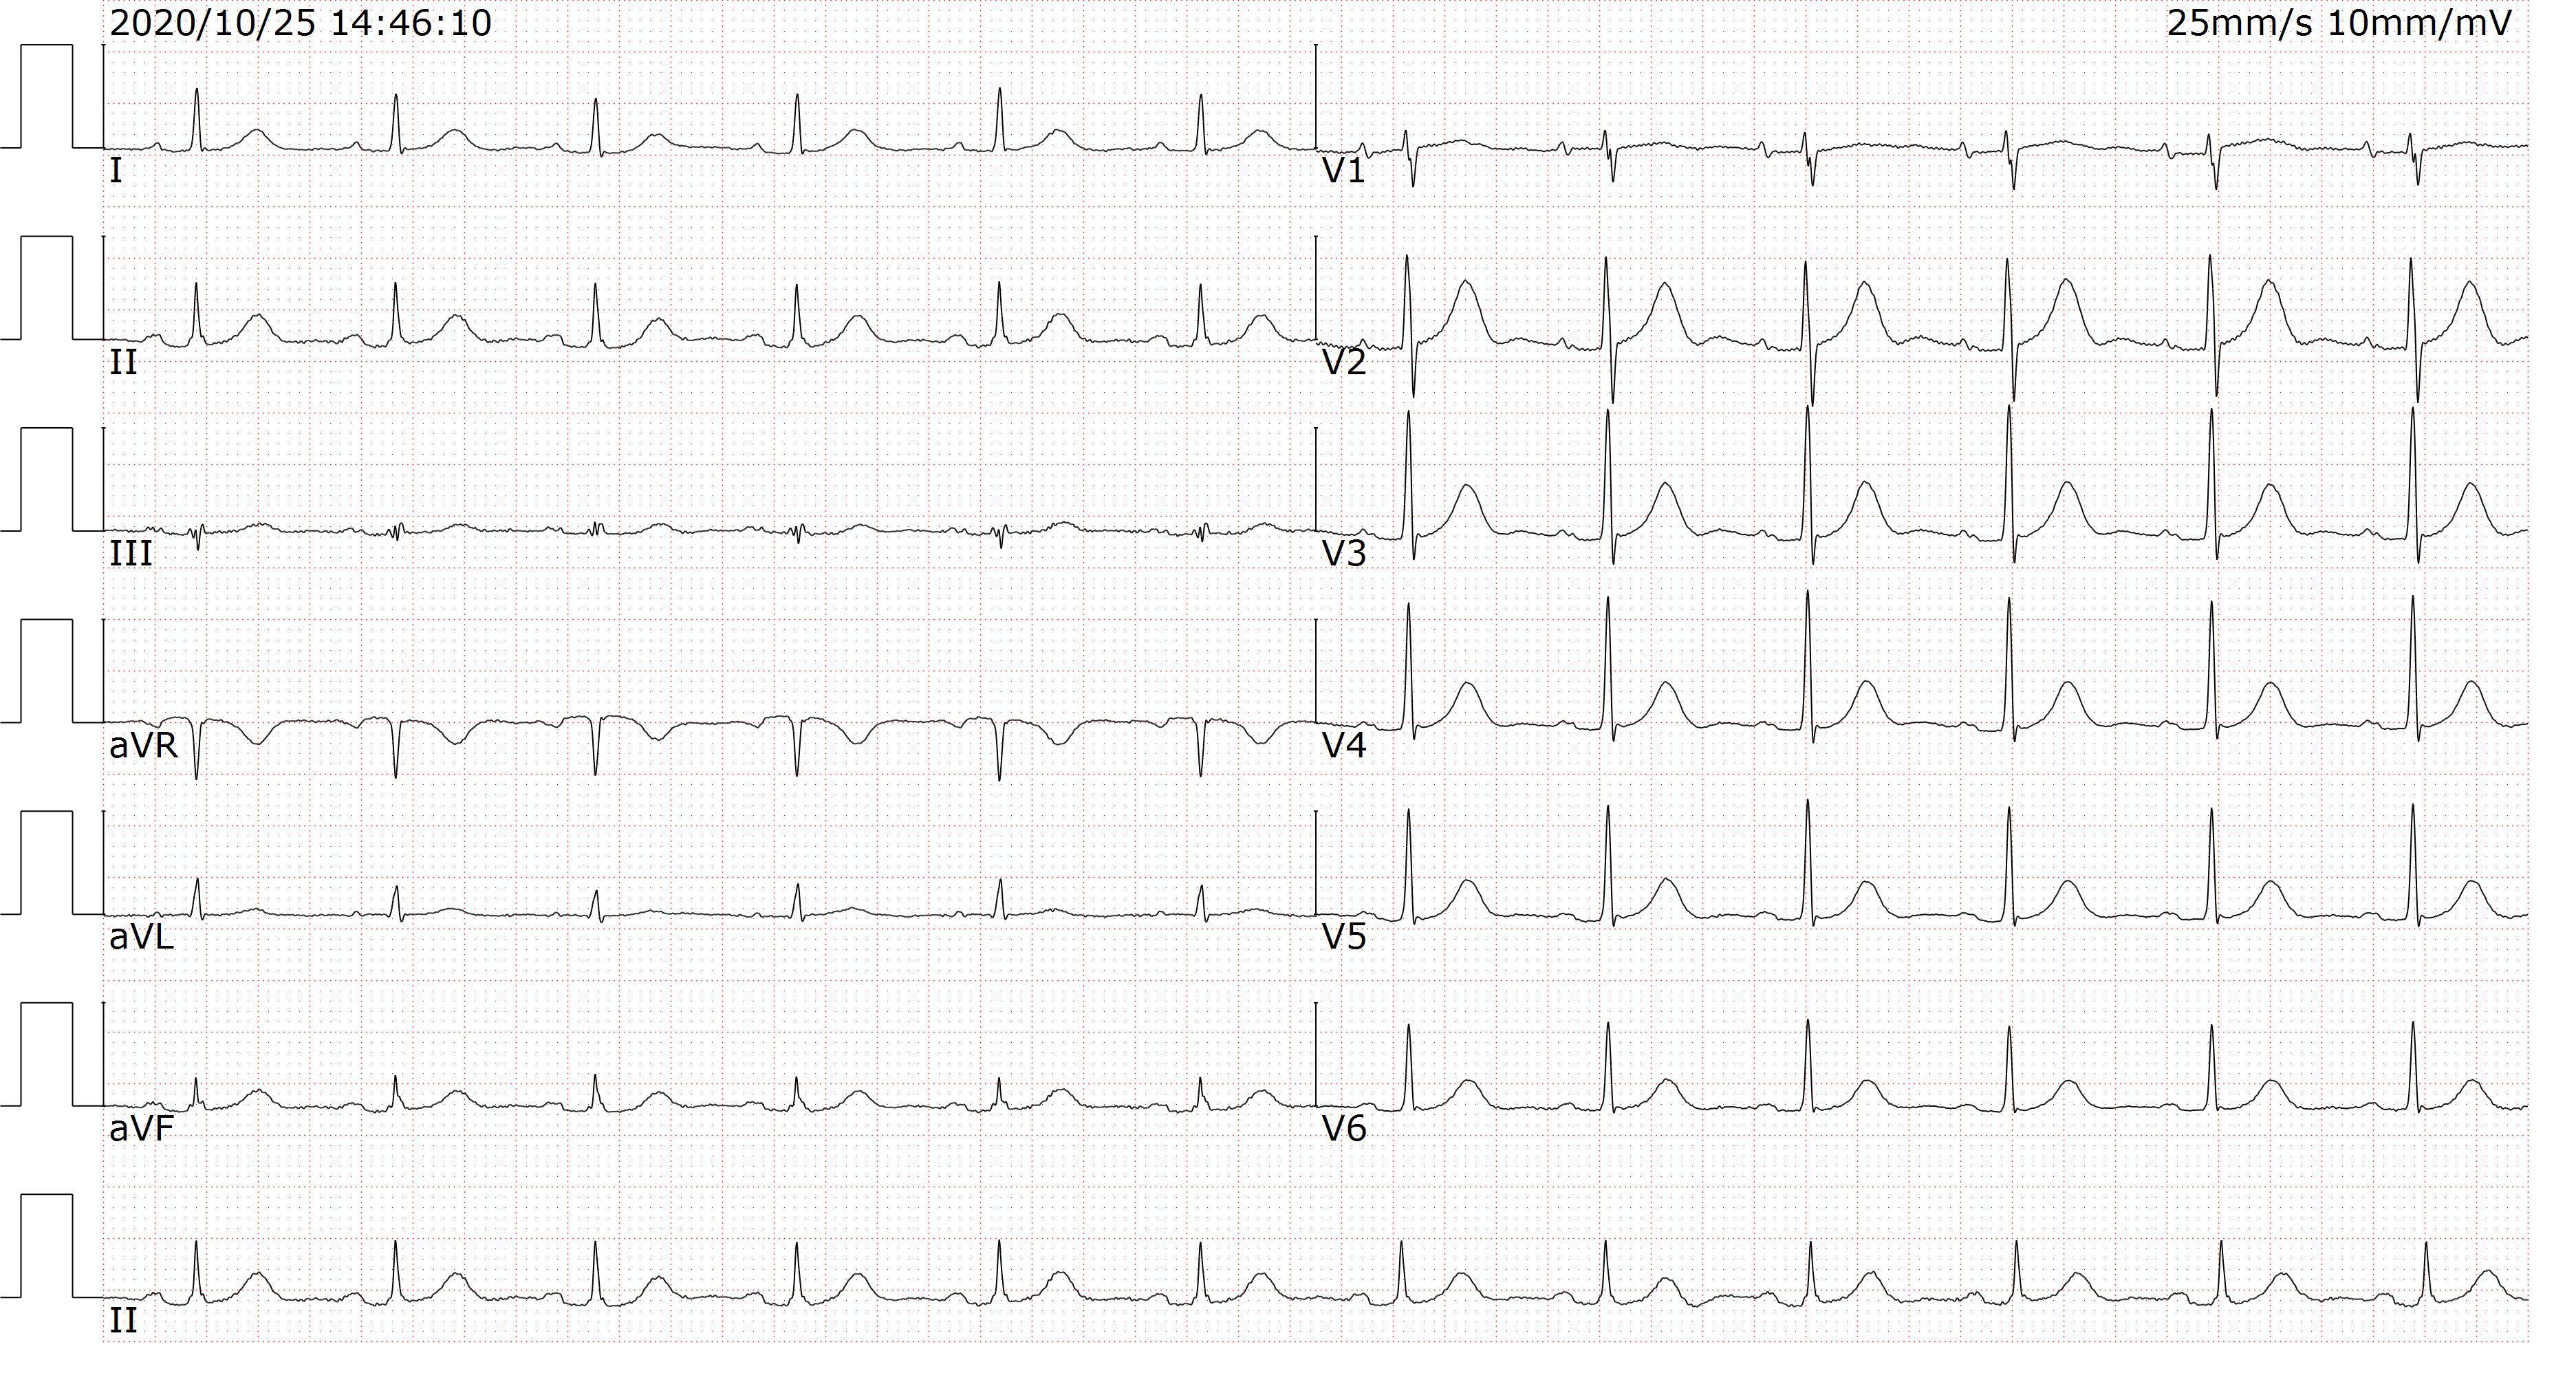 2020/10/25 14:46:10 25mm/s 10mm/mV
I V1
II V2
III V3
aVR V4
aVL V5
aVF V6
II